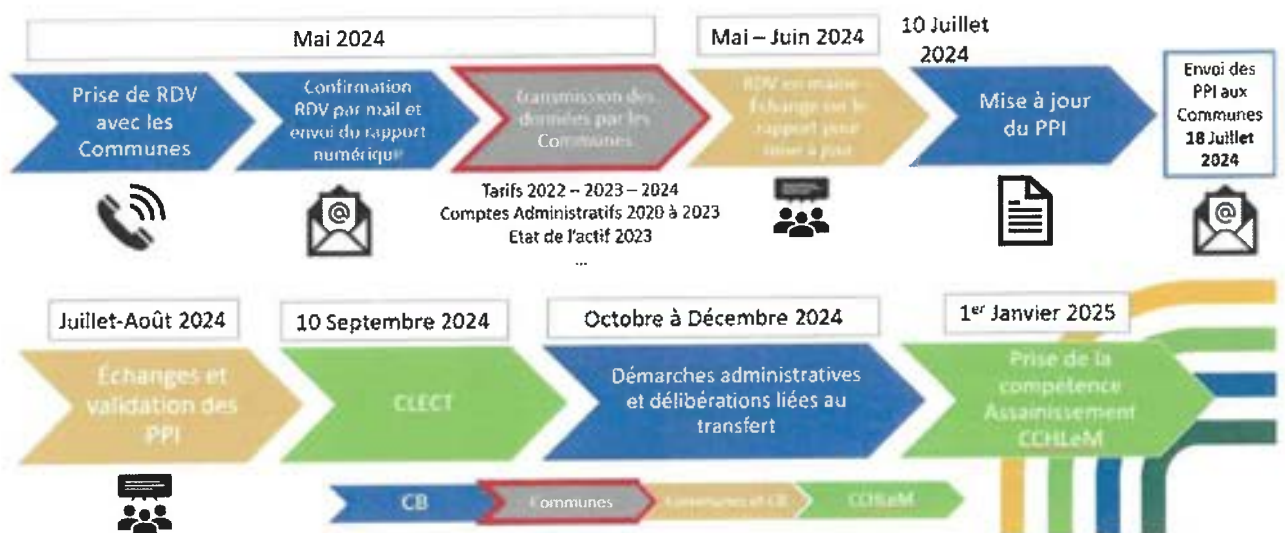 Mai 2024
Mai – Juin 2024
10 Juillet
2024
Prise de RDV
avec les
Communes
Confirmation
RDV par mail et
envoi du rapport
numérique
Transmission des
données par les
Communes
RDV en mairie
Échange sur le
rapport pour
mise à jour
Mise à jour
du PPI
Envoi des
PPI aux
Communes
18 Juillet
2024
Tarifs 2022 – 2023 – 2024
Comptes Administratifs 2020 à 2023
Etat de l'actif 2023
...
Juillet-Août 2024
10 Septembre 2024
Octobre à Décembre 2024
1er Janvier 2025
Échanges et
validation des
PPI
CLECT
Démarches administratives
et délibérations liées au
transfert
Prise de la
compétence
Assainissement
CCHLeM
CB
Communes
Communes et CB
CCHLeM